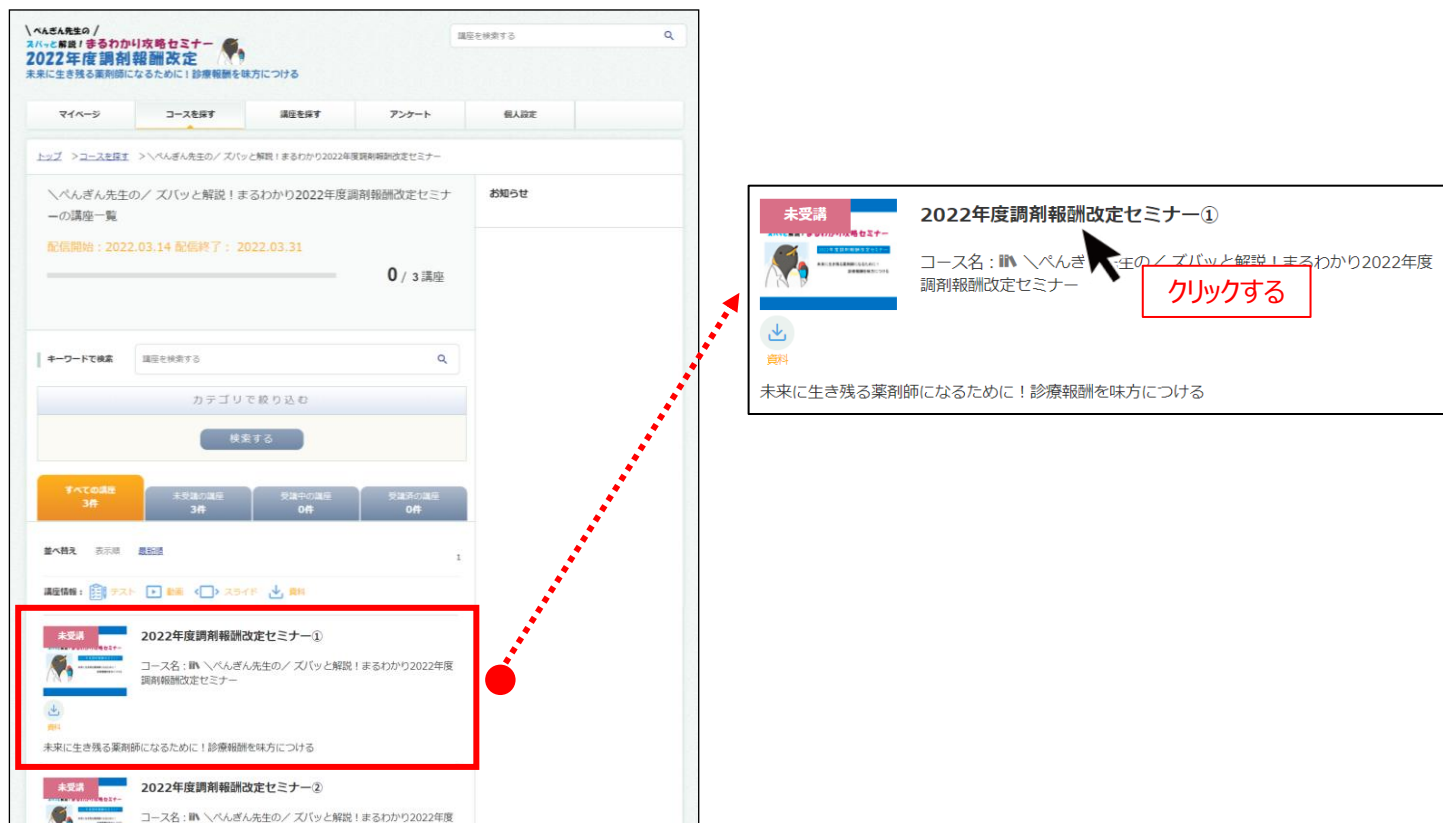 \ ぺんぎん先生の /
ズバッと解説！まるわかり攻略セミナー
2022年度調剤報酬改定
未来に生き残る薬剤師になるために！診療報酬を味方につける
講座を検索する
マイページ
コースを探す
講座を探す
アンケート
個人設定
トップ >コースを探す >＼ぺんぎん先生の／ ズバッと解説！まるわかり2022年度調剤報酬改定セミナー
＼ぺんぎん先生の／ ズバッと解説！まるわかり2022年度調剤報酬改定セミナ
ーの講座一覧
配信開始：2022.03.14 配信終了： 2022.03.31
0 / 3 講座
お知らせ
キーワードで検索
講座を検索する
カテゴリで絞り込む
検索する
すべての講座
3件
未受講の講座
3件
受講中の講座
0件
受講済の講座
0件
並べ替え 表示順 最新順
1
講座情報： テスト 動画 スライド 資料
未受講
2022年度調剤報酬改定セミナー①
コース名： ＼ぺんぎん先生の／ ズバッと解説！まるわかり2022年度
調剤報酬改定セミナー
資料
未来に生き残る薬剤師になるために！診療報酬を味方につける
未受講
2022年度調剤報酬改定セミナー②
コース名： ＼ぺんぎん先生の／ ズバッと解説！まるわかり2022年度
未受講
2022年度調剤報酬改定セミナー①
コース名： ＼ぺんぎ 生の／ ズバッと解説！まるわかり2022年度
調剤報酬改定セミナー
クリックする
資料
未来に生き残る薬剤師になるために！診療報酬を味方につける